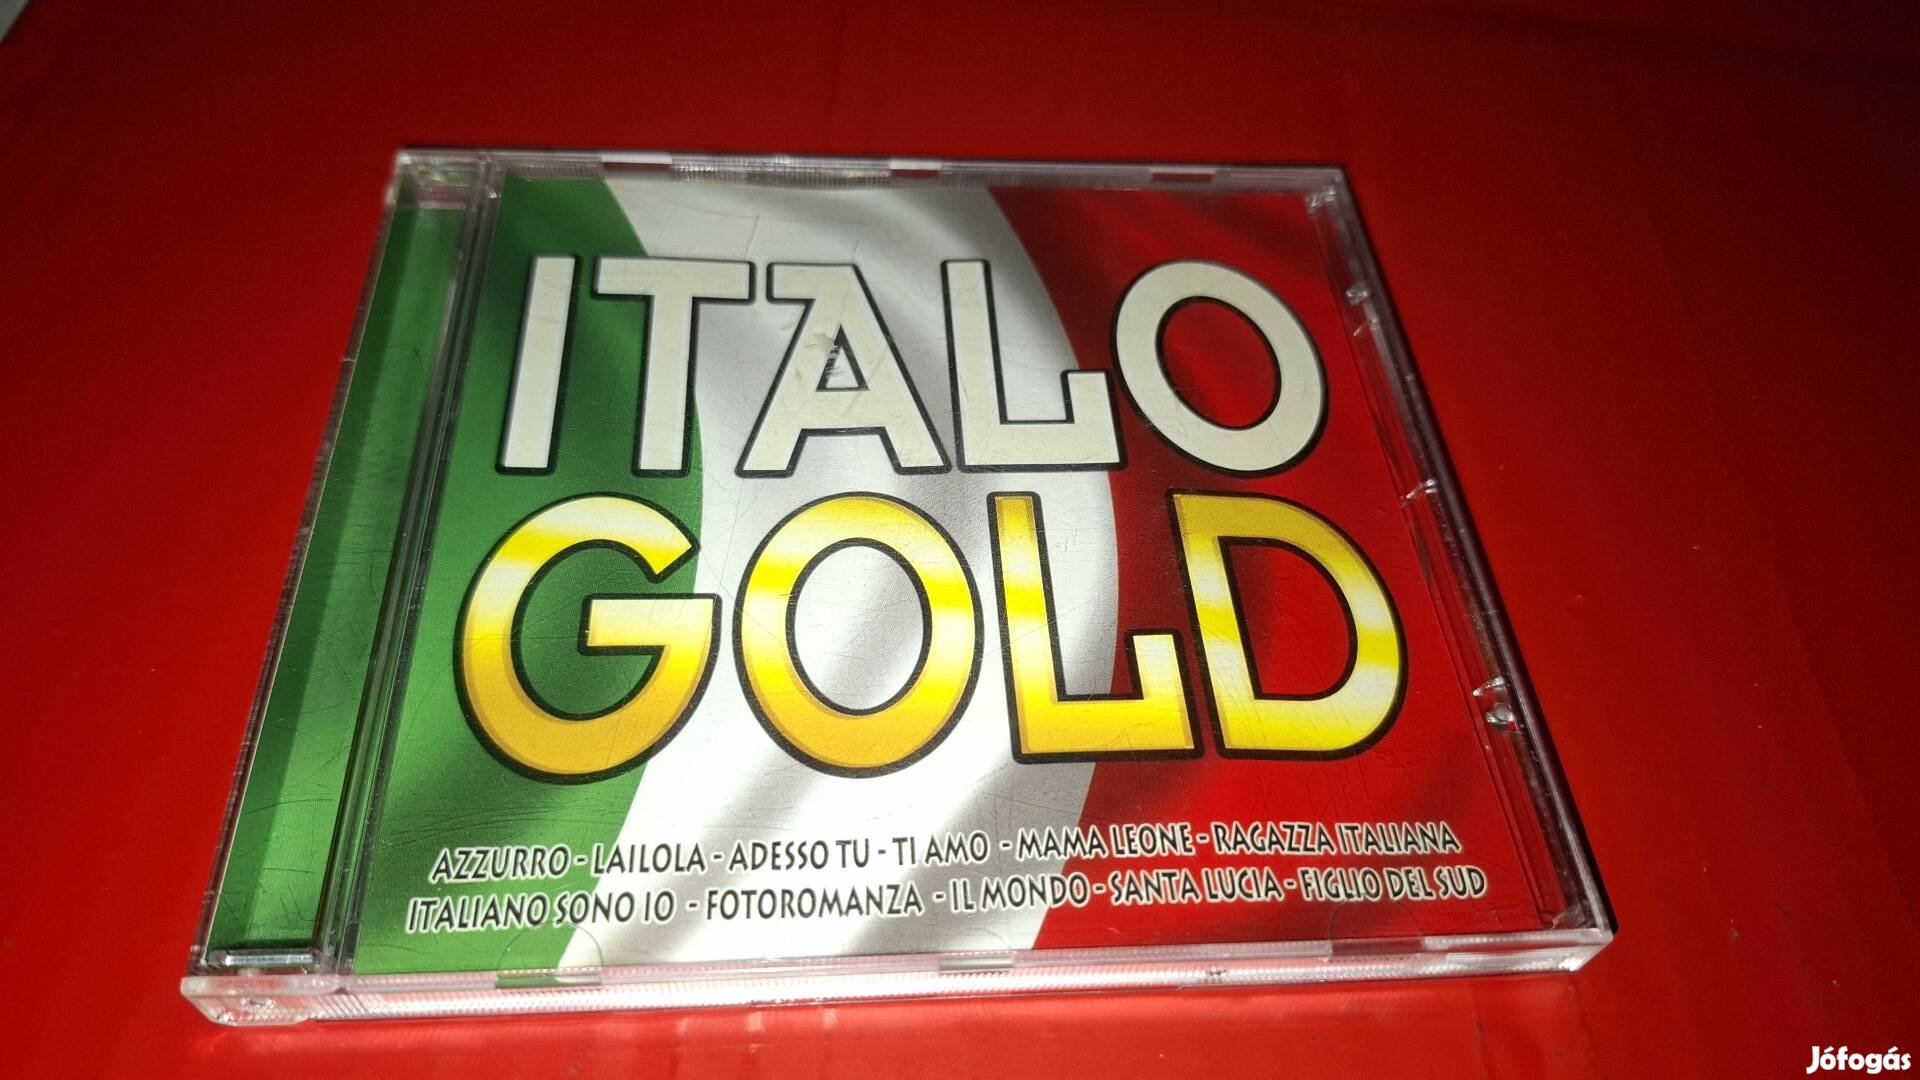 ITALO
GOLD
AZZURRO - LAILOLA - ADESSO TU - TI AMO - MAMA LEONE - RAGAZZA ITALIANA
ITALIANO SONO IO - FOTOROMANZA - IL MONDO - SANTA LUCIA - FIGLIO DEL SUD
Jófogás